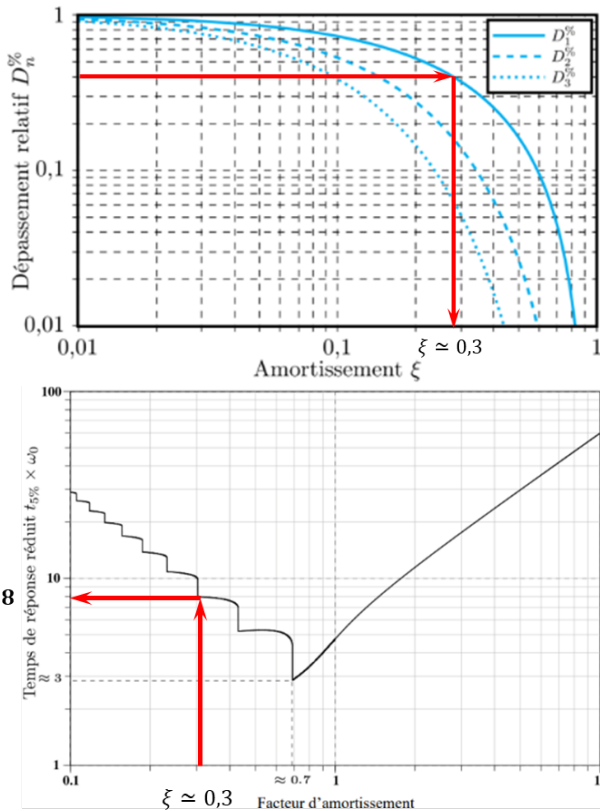 Dépassement relatif D_n^%
1
0,1
0,01
D_1^%
D_2^%
D_3^%
0,01
0,1
1
ξ ≃ 0,3
Amortissement ξ
Temps de réponse réduit t_5% × ω_0
100
10
8
≈ 3
1
0.1
≈ 0.7
1
1
ξ ≃ 0,3
Facteur d'amortissement